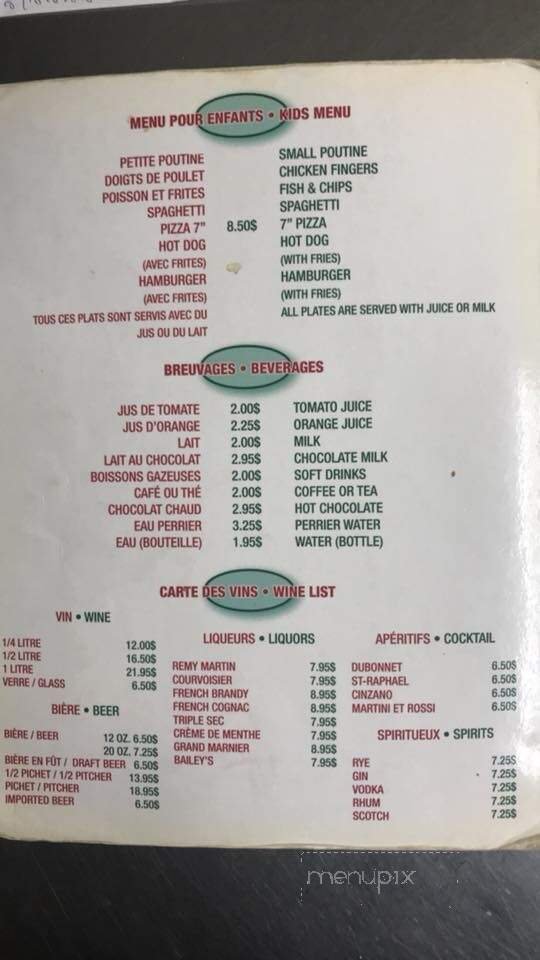 MENU POUR ENFANTS • KIDS MENU
PETITE POUTINE SMALL POUTINE
DOIGTS DE POULET CHICKEN FINGERS
POISSON ET FRITES FISH & CHIPS
SPAGHETTI SPAGHETTI
PIZZA 7" 8.50$ 7" PIZZA
HOT DOG HOT DOG
(AVEC FRITES) (WITH FRIES)
HAMBURGER HAMBURGER
(AVEC FRITES) (WITH FRIES)
TOUS CES PLATS SONT SERVIS AVEC DU ALL PLATES ARE SERVED WITH JUICE OR MILK
JUS OU DU LAIT
BREUVAGES • BEVERAGES
JUS DE TOMATE 2.00$ TOMATO JUICE
JUS D'ORANGE 2.25$ ORANGE JUICE
LAIT 2.00$ MILK
LAIT AU CHOCOLAT 2.95$ CHOCOLATE MILK
BOISSONS GAZEUSES 2.00$ SOFT DRINKS
CAFÉ OU THÉ 2.00$ COFFEE OR TEA
CHOCOLAT CHAUD 2.95$ HOT CHOCOLATE
EAU PERRIER 3.25$ PERRIER WATER
EAU (BOUTEILLE) 1.95$ WATER (BOTTLE)
CARTE DES VINS • WINE LIST
VIN • WINE
1/4 LITRE 12.00$
1/2 LITRE 16.50$
1 LITRE 21.95$
VERRE / GLASS 6.50$
BIÈRE • BEER
BIÈRE / BEER 12 OZ. 6.50$
20 OZ. 7.25$
BIÈRE EN FÛT / DRAFT BEER 6.50$
1/2 PICHET / 1/2 PITCHER 13.95$
PICHET / PITCHER 18.95$
IMPORTED BEER 6.50$
LIQUEURS • LIQUORS
REMY MARTIN 7.95$
COURVOISIER 7.95$
FRENCH BRANDY 8.95$
FRENCH COGNAC 8.95$
TRIPLE SEC 7.95$
CRÈME DE MENTHE 7.95$
GRAND MARNIER 8.95$
BAILEY'S 7.95$
APÉRITIFS • COCKTAIL
DUBONNET 6.50$
ST-RAPHAEL 6.50$
CINZANO 6.50$
MARTINI ET ROSSI 6.50$
SPIRITUEUX • SPIRITS
RYE 7.25$
GIN 7.25$
VODKA 7.25$
RHUM 7.25$
SCOTCH 7.25$
menupix